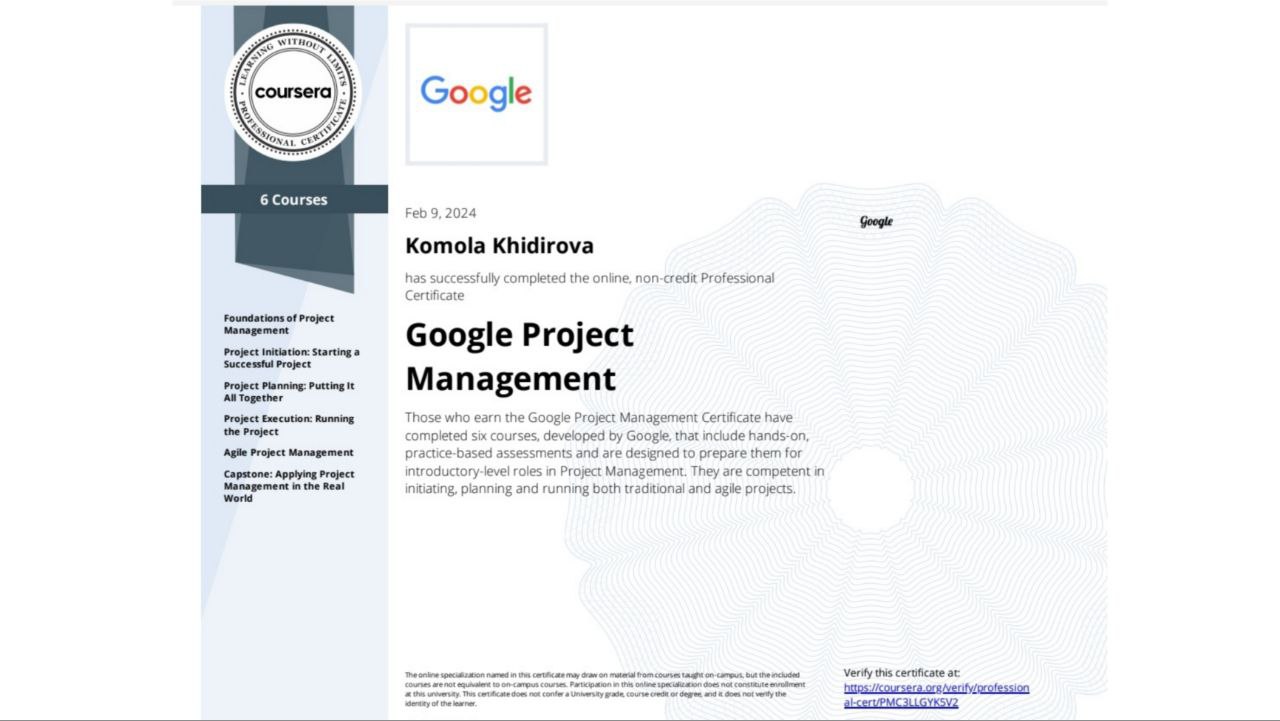 LEARNING WITHOUT LIMITS
coursera
PROFESSIONAL CERTIFICATE
6 Courses
Foundations of Project
Management
Project Initiation: Starting a
Successful Project
Project Planning: Putting It
All Together
Project Execution: Running
the Project
Agile Project Management
Capstone: Applying Project
Management in the Real
World
Google
Feb 9, 2024
Komola Khidirova
has successfully completed the online, non-credit Professional
Certificate
Google Project
Management
Those who earn the Google Project Management Certificate have
completed six courses, developed by Google, that include hands-on,
practice-based assessments and are designed to prepare them for
introductory-level roles in Project Management. They are competent in
initiating, planning and running both traditional and agile projects.
Google
The online specialization named in this certificate may draw on material from courses taught on-campus, but the included
courses are not equivalent to on-campus courses. Participation in this online specialization does not constitute enrollment
at this university. This certificate does not confer a University grade, course credit or degree, and it does not verify the
identity of the learner.
Verify this certificate at:
https://coursera.org/verify/profession
al-cert/PMC3LLGYK5V2